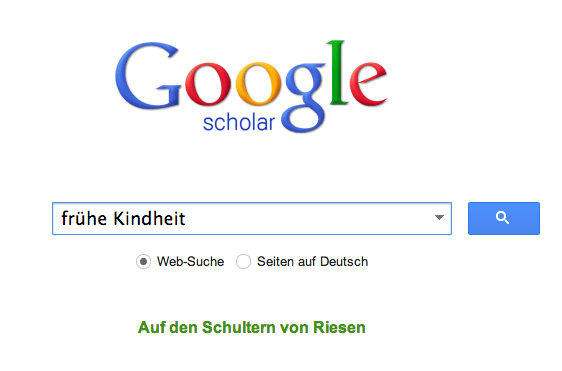 Google
scholar
frühe Kindheit
Web-Suche Seiten auf Deutsch
Auf den Schultern von Riesen